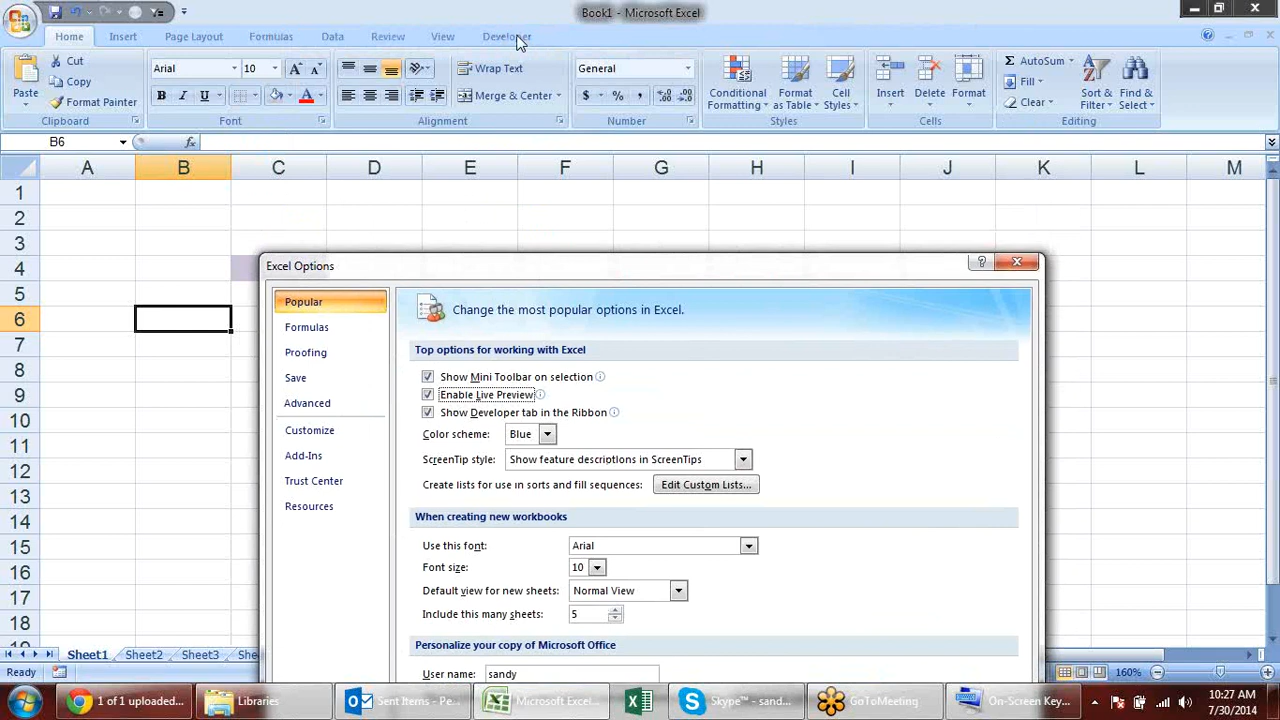 Book1 - Microsoft Excel
Home Insert Page Layout Formulas Data Review View Developer
Paste Cut Copy Format Painter
Arial 10
Wrap Text
Merge & Center
General
Conditional Formatting Format as Table Cell Styles
Insert Delete Format
AutoSum Fill Clear
Sort & Filter Find & Select
Clipboard Font Alignment Number Styles Cells Editing
B6 fx
A B C D E F G H I J K L M
1
2
3
4
5
6
7
8
9
10
11
12
13
14
15
16
17
18
19
Excel Options
Popular
Formulas
Proofing
Save
Advanced
Customize
Add-Ins
Trust Center
Resources
Change the most popular options in Excel.
Top options for working with Excel
Show Mini Toolbar on selection
Enable Live Preview
Show Developer tab in the Ribbon
Color scheme: Blue
ScreenTip style: Show feature descriptions in ScreenTips
Create lists for use in sorts and fill sequences: Edit Custom Lists...
When creating new workbooks
Use this font: Arial
Font size: 10
Default view for new sheets: Normal View
Include this many sheets: 5
Personalize your copy of Microsoft Office
User name: sandy
Sheet1 Sheet2 Sheet3 She
Ready 160%
1 of 1 uploaded... Libraries Sent Items - Pe... Microsoft Excel ... Skype™ - sand... GoToMeeting On-Screen Key...
10:27 AM
7/30/2014